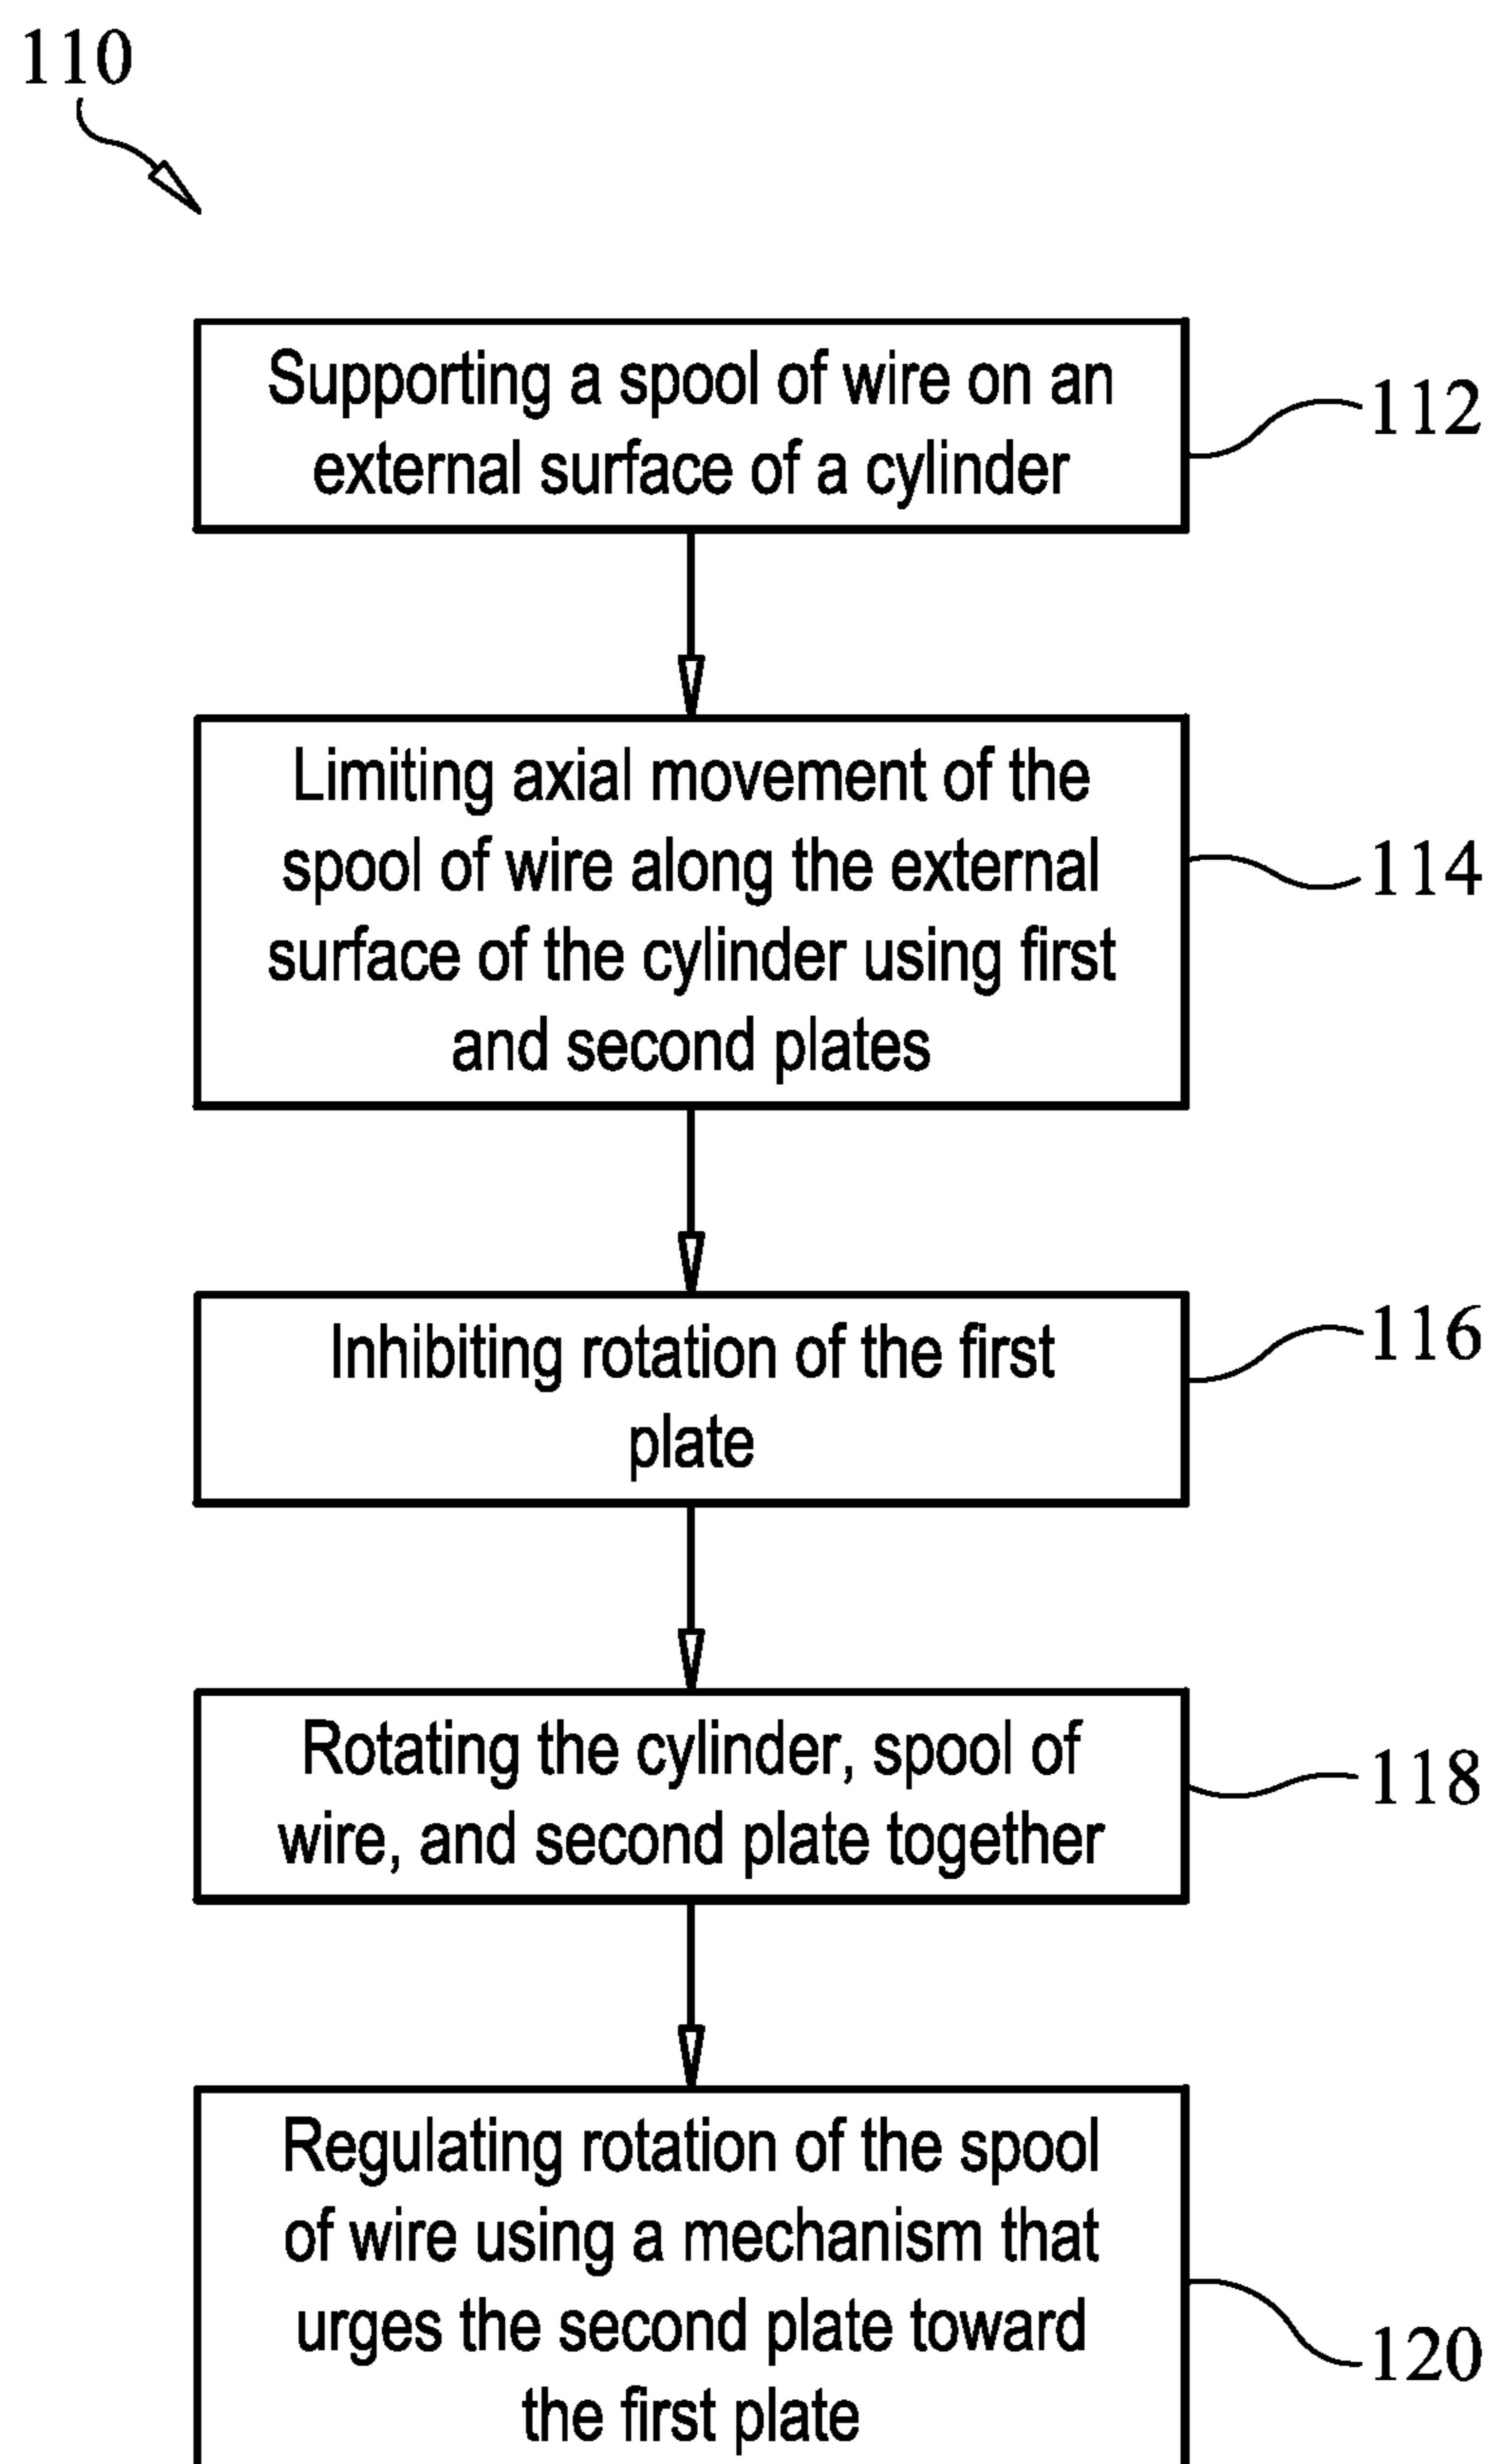 110
Supporting a spool of wire on an
external surface of a cylinder
112
Limiting axial movement of the
spool of wire along the external
surface of the cylinder using first
and second plates
114
Inhibiting rotation of the first
plate
116
Rotating the cylinder, spool of
wire, and second plate together
118
Regulating rotation of the spool
of wire using a mechanism that
urges the second plate toward
the first plate
120